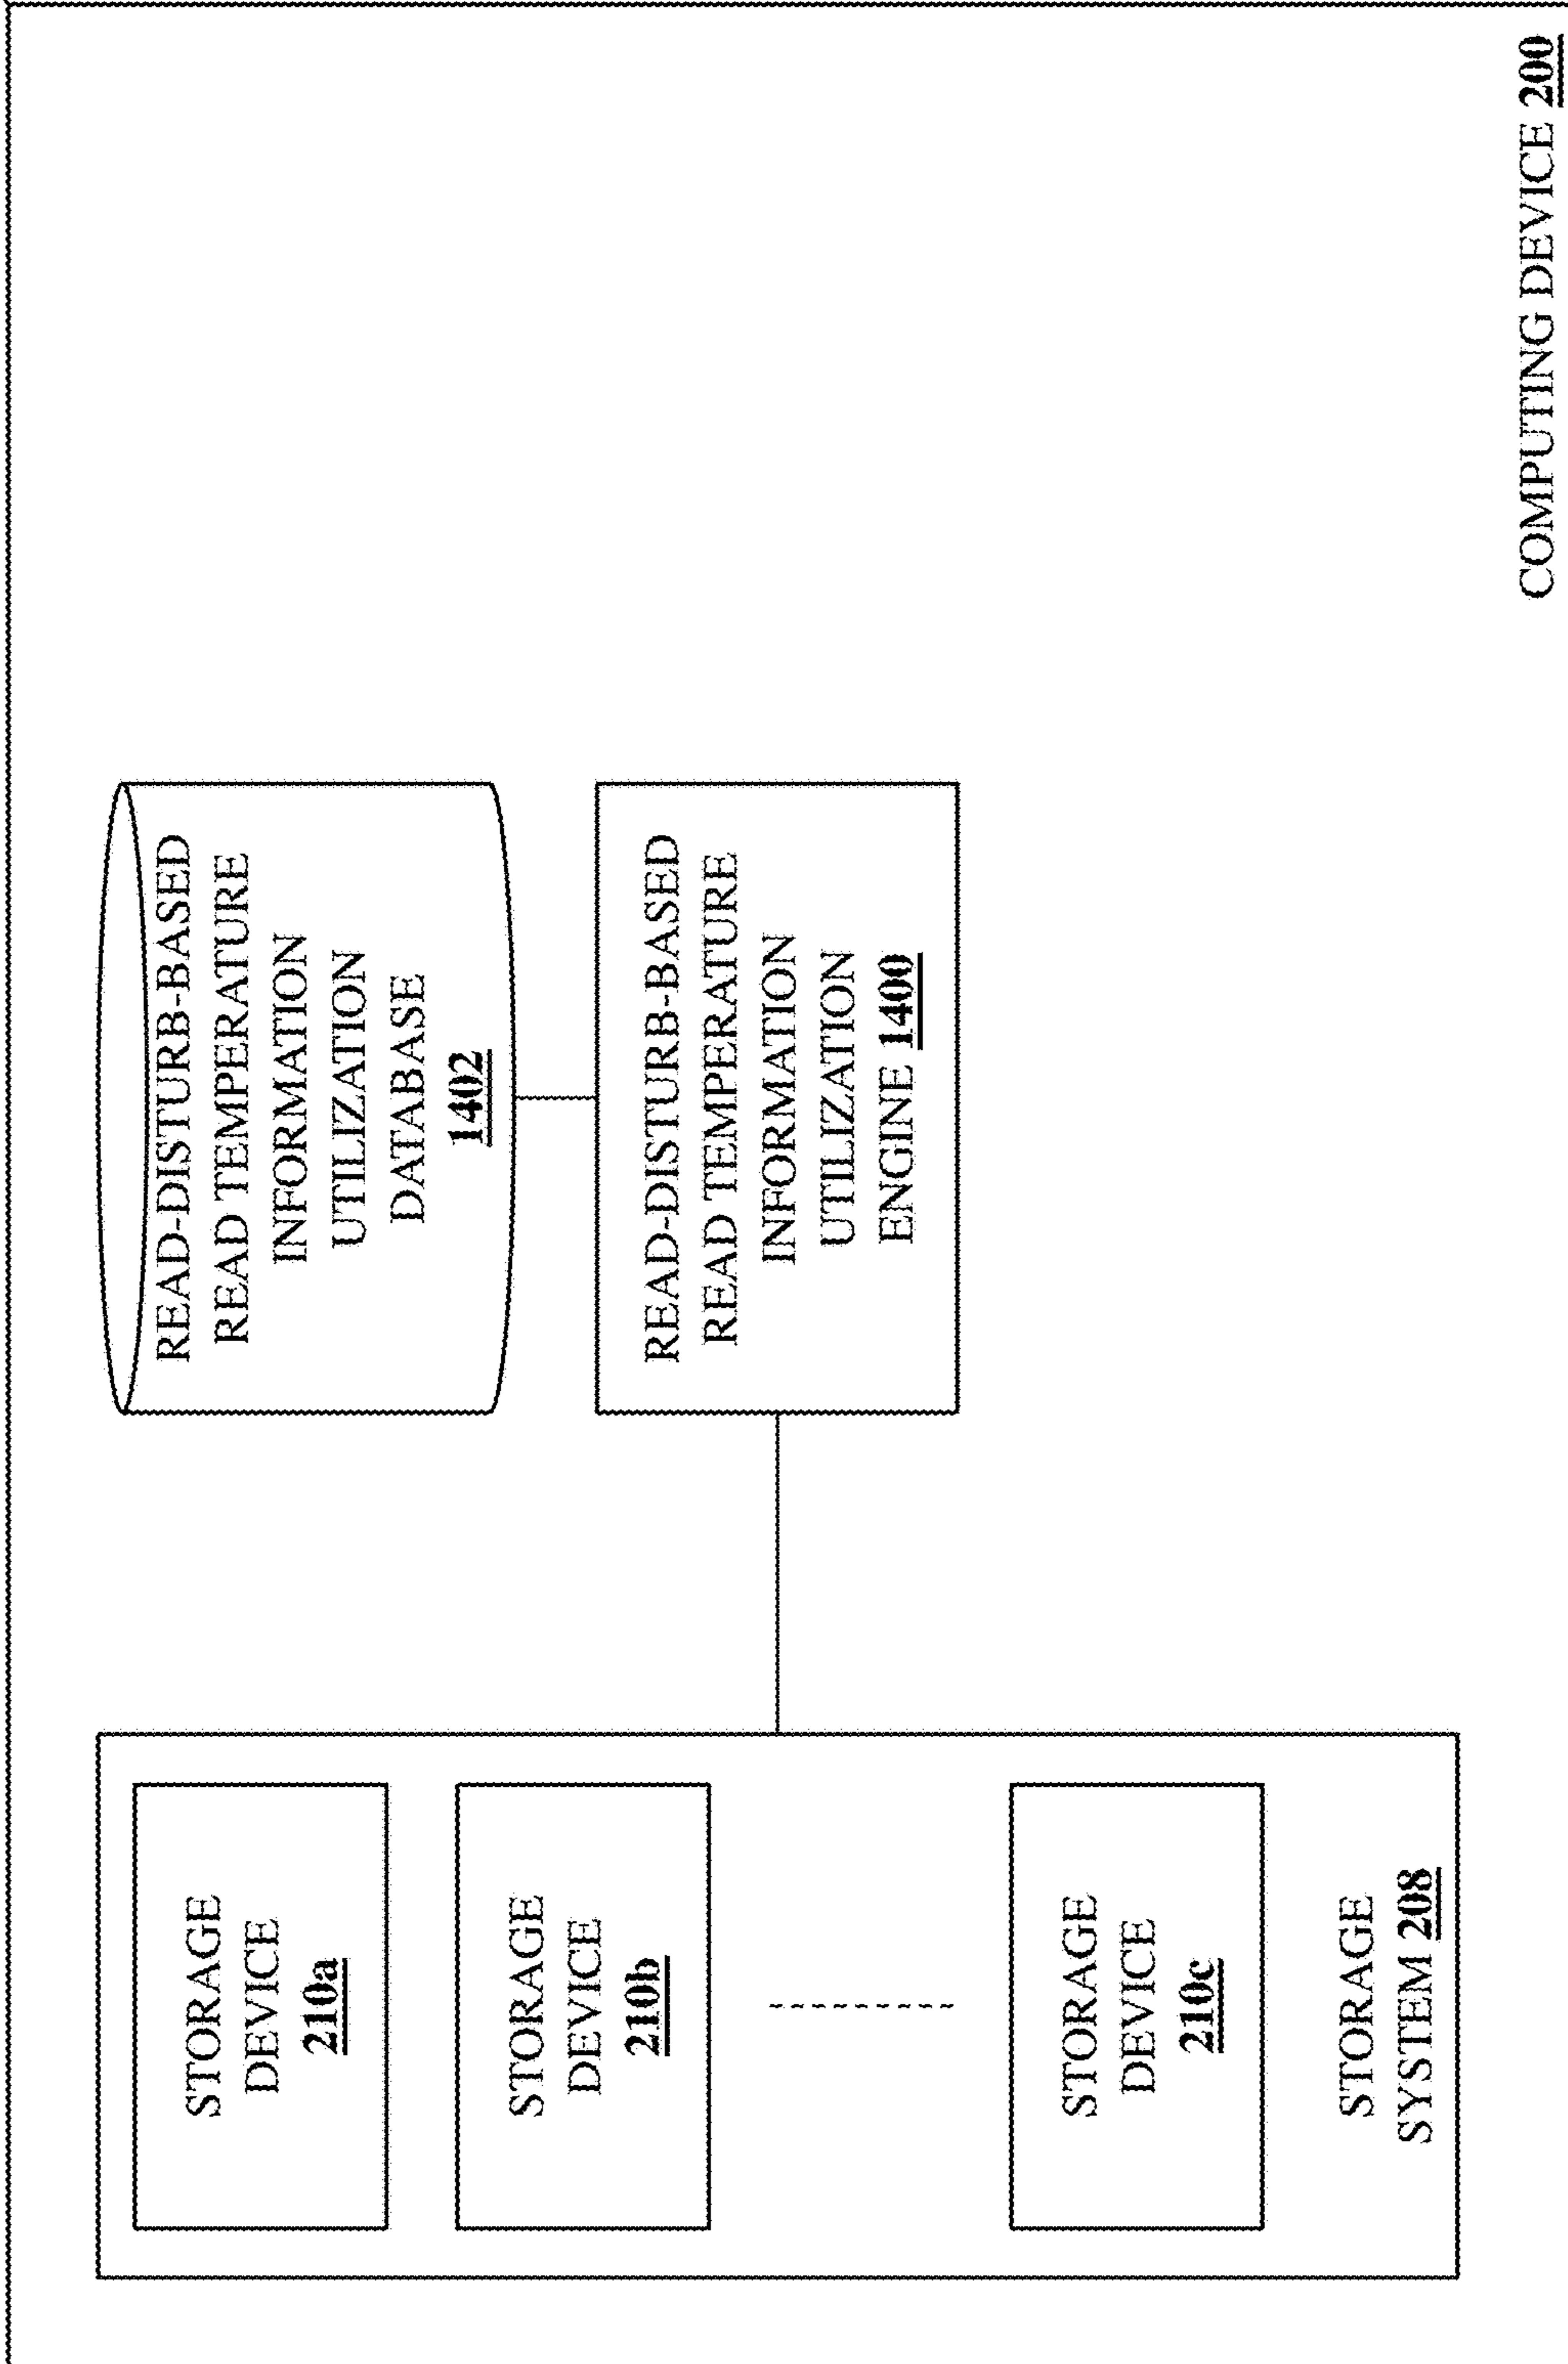 STORAGE
DEVICE
210a
STORAGE
DEVICE
210b
STORAGE
DEVICE
210c
STORAGE
SYSTEM 208
READ-DISTURB-BASED
READ TEMPERATURE
INFORMATION
UTILIZATION
DATABASE
1402
READ-DISTURB-BASED
READ TEMPERATURE
INFORMATION
UTILIZATION
ENGINE 1400
COMPUTING DEVICE 200